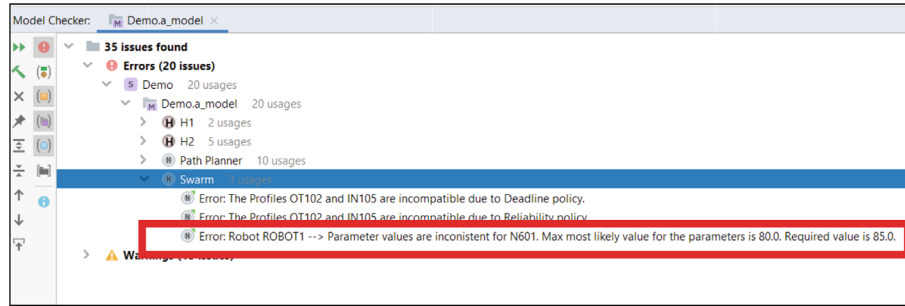 Model Checker: Demo.a_model
35 issues found
Errors (20 issues)
Demo 20 usages
Demo.a_model 20 usages
H1 2 usages
H2 5 usages
Path Planner 10 usages
Swarm 3 usages
Error: The Profiles OT102 and IN105 are incompatible due to Deadline policy.
Error: The Profiles OT102 and IN105 are incompatible due to Reliability policy.
Error: Robot ROBOT1 --> Parameter values are inconistent for N601. Max most likely value for the parameters is 80.0. Required value is 85.0.